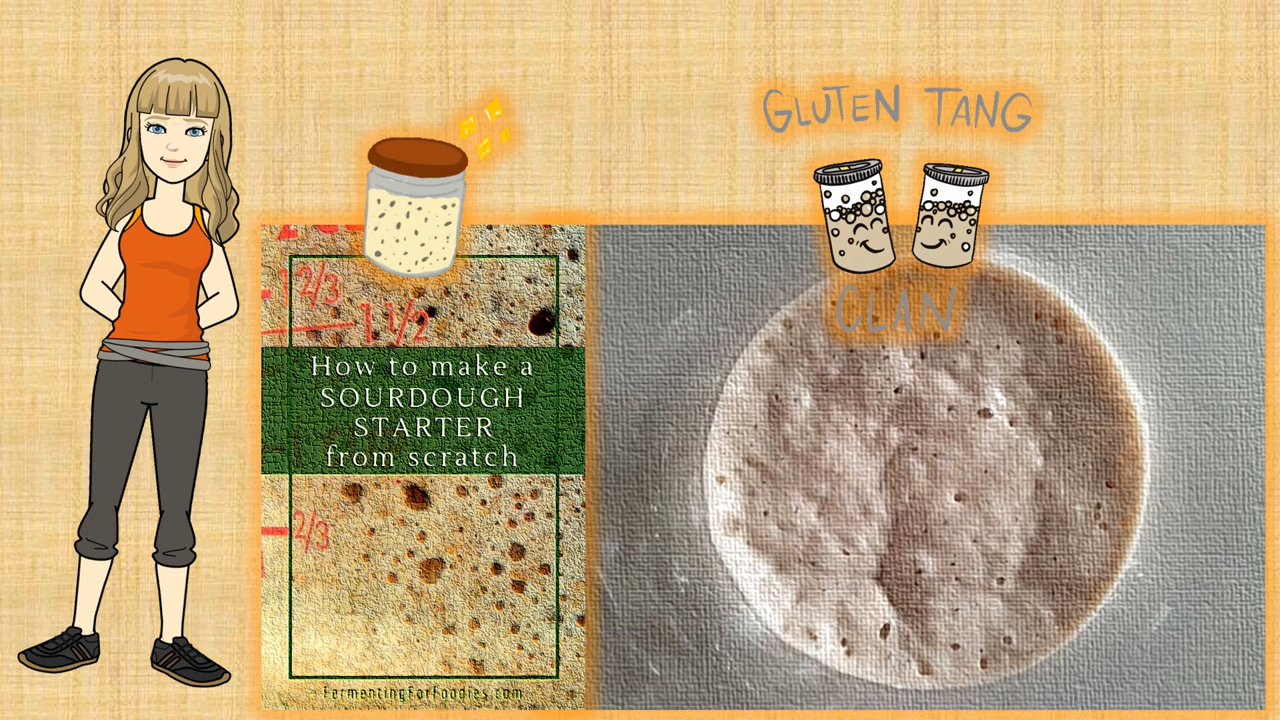 GLUTEN TANG
CLAN
1 2/3
1 1/2
How to make a
SOURDOUGH
STARTER
from scratch
2/3
FermentingForFoodies.com